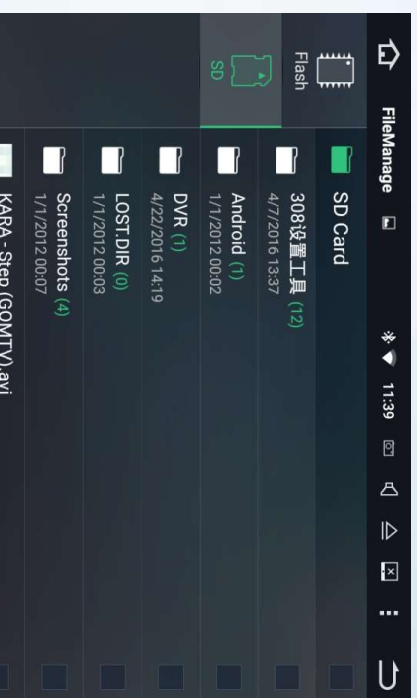 FileManage
11:39
Flash
SD
SD Card
308设置工具 (12)
4/7/2016 13:37
Android (1)
1/1/2012 00:02
DVR (1)
4/22/2016 14:19
LOST.DIR (0)
1/1/2012 00:03
Screenshots (4)
1/1/2012 00:07
KARA - Step (GOMTV).avi